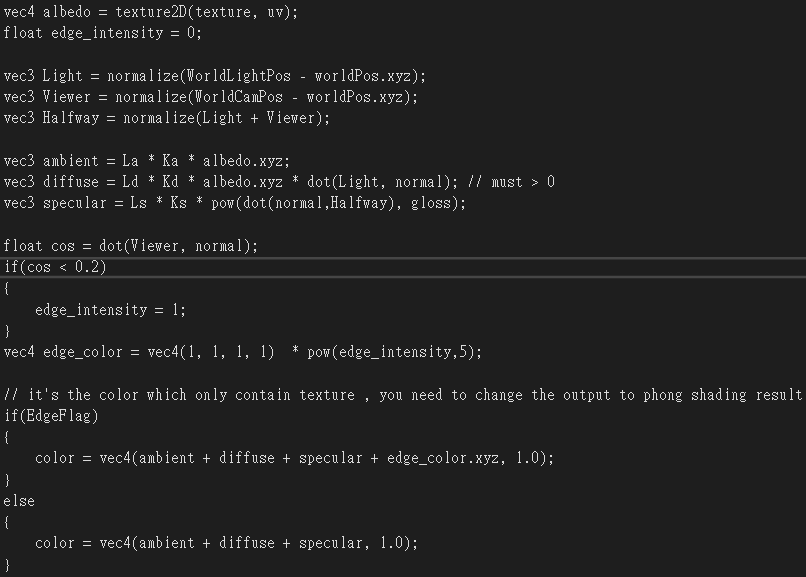 vec4 albedo = texture2D(texture, uv);
float edge_intensity = 0;
vec3 Light = normalize(WorldLightPos - worldPos.xyz);
vec3 Viewer = normalize(WorldCamPos - worldPos.xyz);
vec3 Halfway = normalize(Light + Viewer);
vec3 ambient = La * Ka * albedo.xyz;
vec3 diffuse = Ld * Kd * albedo.xyz * dot(Light, normal); // must > 0
vec3 specular = Ls * Ks * pow(dot(normal,Halfway), gloss);
float cos = dot(Viewer, normal);
if(cos < 0.2)
{
    edge_intensity = 1;
}
vec4 edge_color = vec4(1, 1, 1, 1)  * pow(edge_intensity,5);
// it's the color which only contain texture , you need to change the output to phong shading result
if(EdgeFlag)
{
    color = vec4(ambient + diffuse + specular + edge_color.xyz, 1.0);
}
else
{
    color = vec4(ambient + diffuse + specular, 1.0);
}